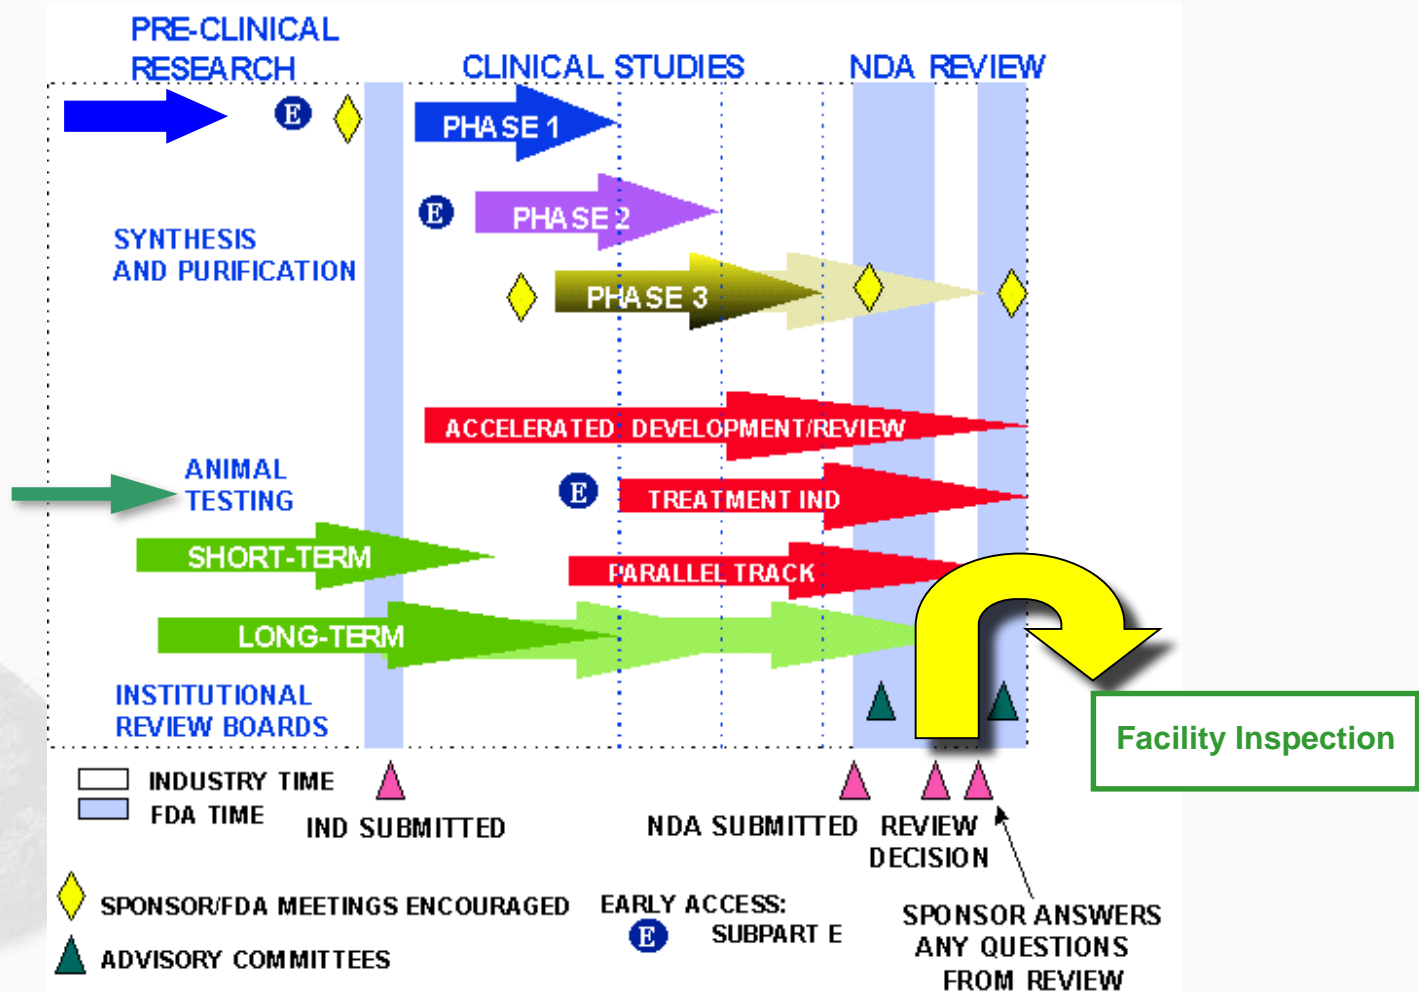 PRE-CLINICAL
RESEARCH
CLINICAL STUDIES
NDA REVIEW
E
PHASE 1
E
PHASE 2
SYNTHESIS
AND PURIFICATION
PHASE 3
ACCELERATED DEVELOPMENT/REVIEW
ANIMAL
TESTING
E
TREATMENT IND
SHORT-TERM
PARALLEL TRACK
LONG-TERM
INSTITUTIONAL
REVIEW BOARDS
Facility Inspection
INDUSTRY TIME
FDA TIME
IND SUBMITTED
NDA SUBMITTED
REVIEW
DECISION
SPONSOR/FDA MEETINGS ENCOURAGED
ADVISORY COMMITTEES
EARLY ACCESS:
E SUBPART E
SPONSOR ANSWERS
ANY QUESTIONS
FROM REVIEW